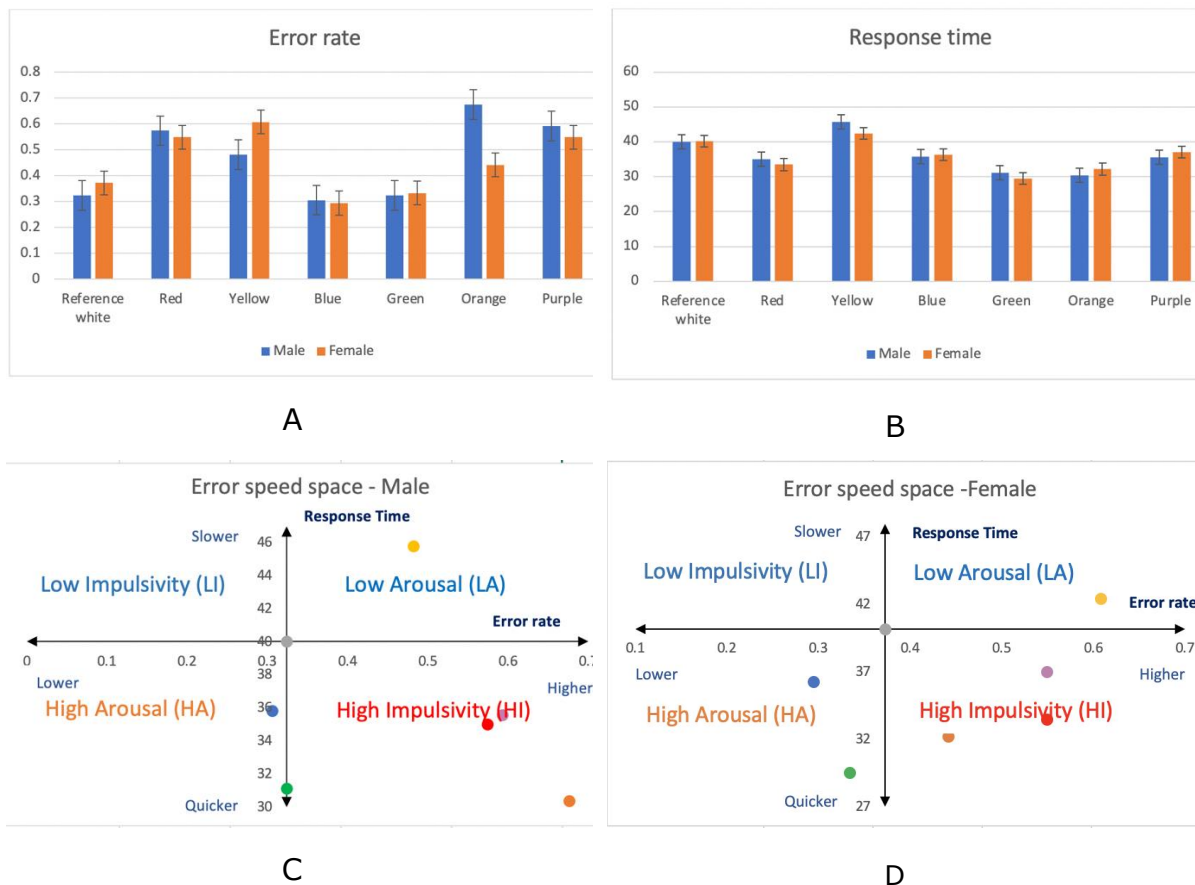 Error rate
0.8
0.7
0.6
0.5
0.4
0.3
0.2
0.1
0
Reference white Red Yellow Blue Green Orange Purple
Male Female
A
Response time
60
50
40
30
20
10
0
Reference white Red Yellow Blue Green Orange Purple
Male Female
B
Error speed space - Male
Response Time
Slower
46
44
42
40
38
36
34
32
30
Low Impulsivity (LI) Low Arousal (LA)
Error rate
0 0.1 0.2 0.3 0.4 0.5 0.6 0.7
Lower Higher
High Arousal (HA) High Impulsivity (HI)
Quicker
C
Error speed space -Female
Response Time
Slower
47
42
37
32
27
Low Impulsivity (LI) Low Arousal (LA)
Error rate
0.1 0.2 0.3 0.4 0.5 0.6 0.7
Lower Higher
High Arousal (HA) High Impulsivity (HI)
Quicker
D